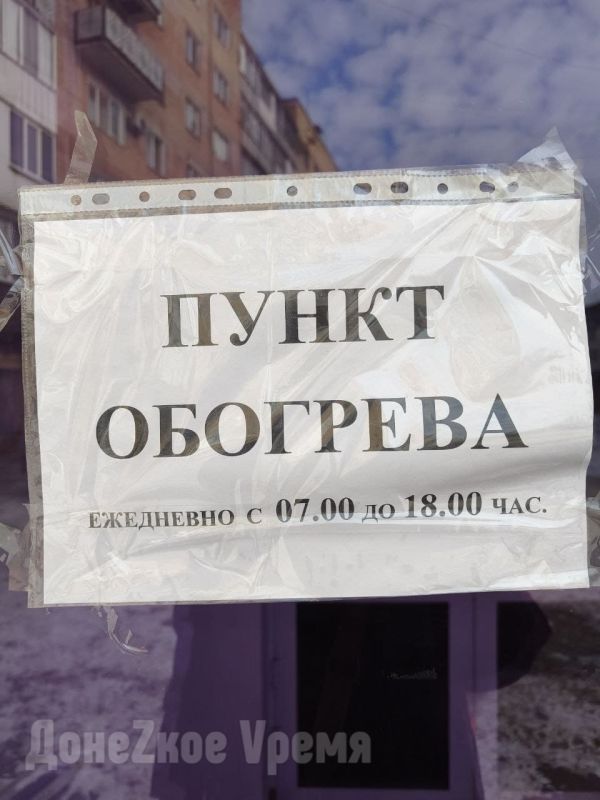 ПУНКТ
ОБОГРЕВА
ЕЖЕДНЕВНО С 07.00 ДО 18.00 ЧАС.
ДонеZкое Vремя